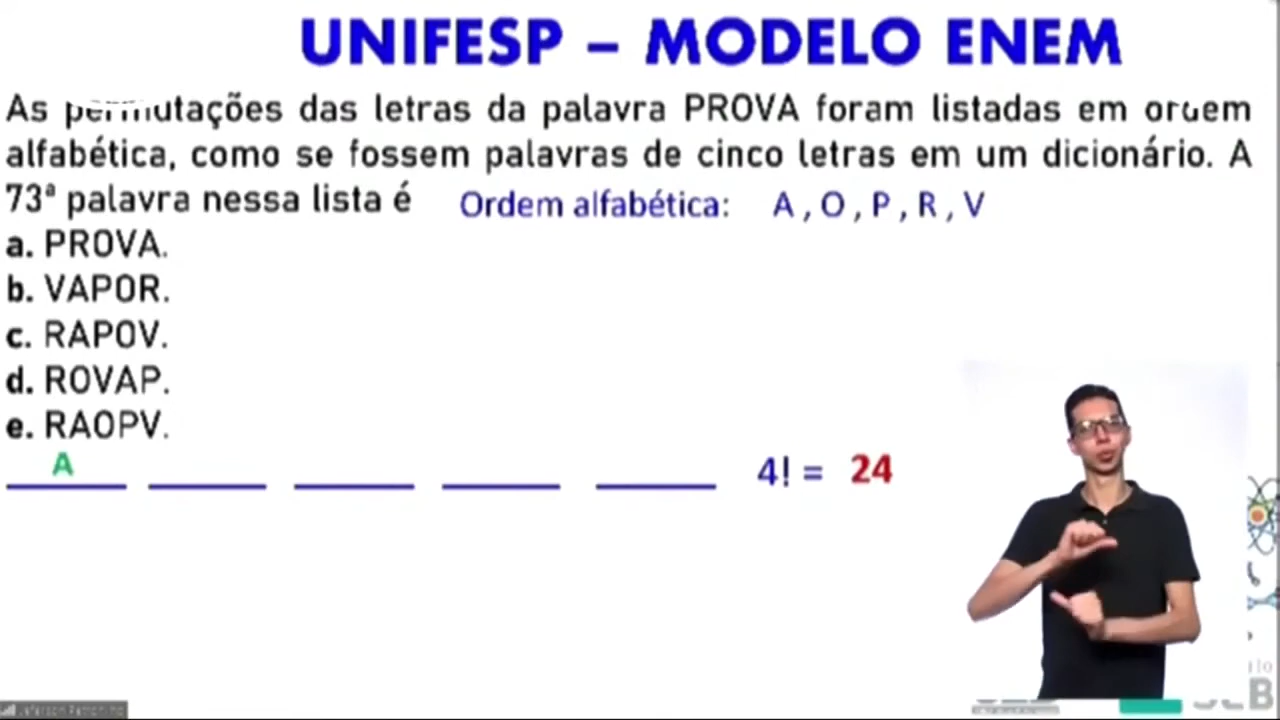 UNIFESP – MODELO ENEM
As permutações das letras da palavra PROVA foram listadas em ordem
alfabética, como se fossem palavras de cinco letras em um dicionário. A
73ª palavra nessa lista é
Ordem alfabética: A , O , P , R , V
a. PROVA.
b. VAPOR.
c. RAPOV.
d. ROVAP.
e. RAOPV.
A
4! = 24